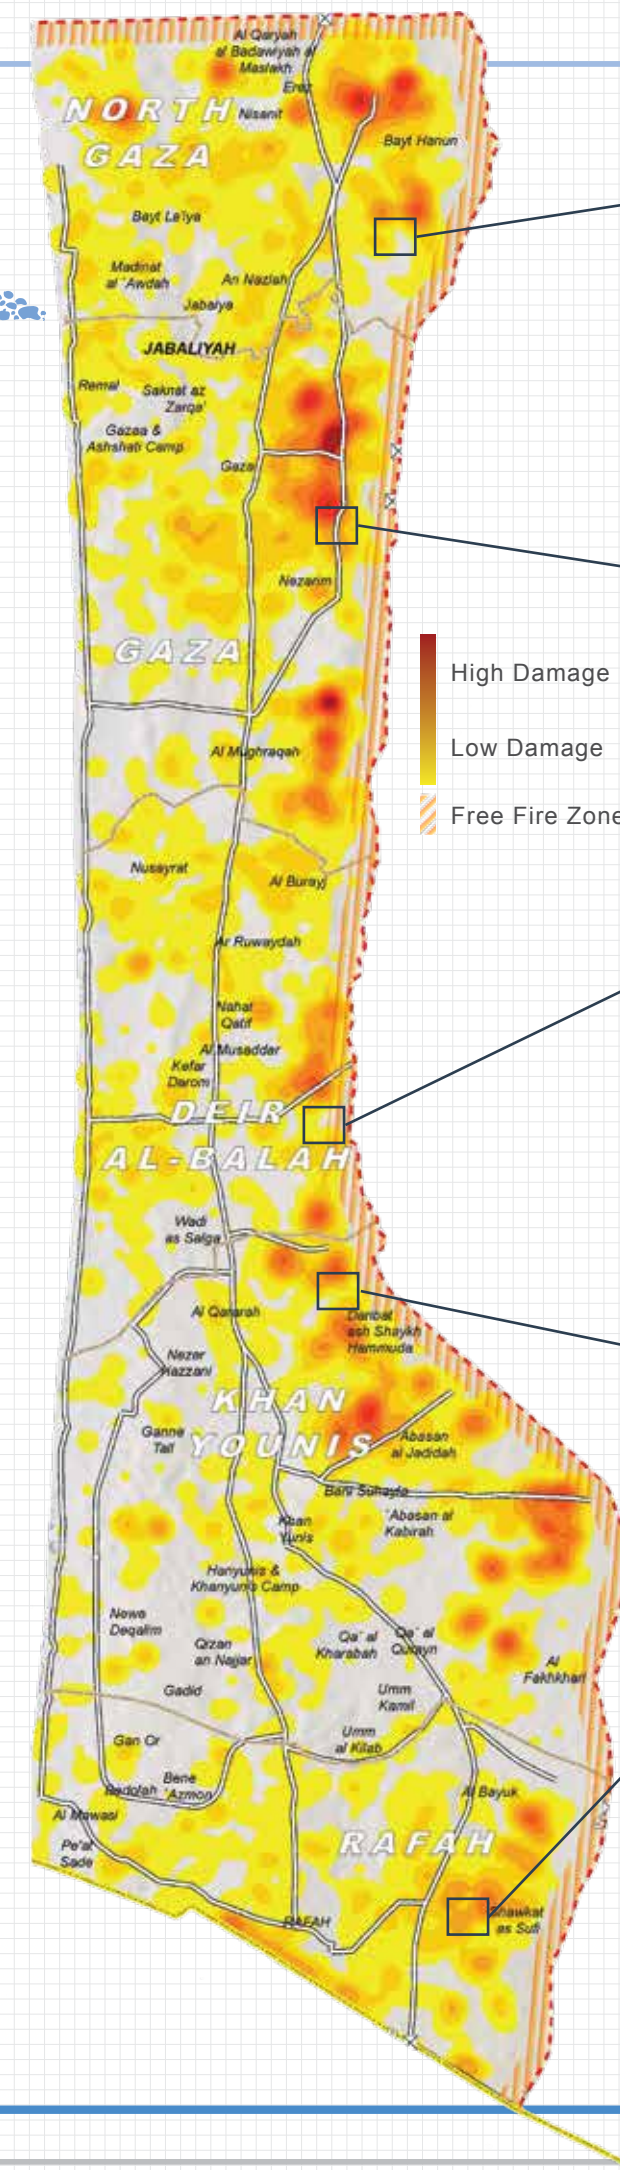 Al Qaryah
al Badawiyah al
Maslakh
Erez
NORTH
GAZA
Nisanit
Bayt Hanun
Bayt La'iya
Madinat
al 'Awdah
An Nazlah
Jabalya
JABALIYAH
Remal
Saknat az
Zarqa'
Gazaa &
Ashshati Camp
Gaza
Nezarim
GAZA
High Damage
Low Damage
Free Fire Zone
Al Mughraqah
Nusayrat
Al Burayj
Ar Ruwaydah
Nahal
Qatif
Al Musaddar
Kefar
Darom
DEIR
AL-BALAH
Wadi
as Salqa
Al Qararah
Danbat
ash Shaykh
Hammuda
Nezer
Hazzani
KHAN
YOUNIS
Ganne
Tall
Abasan
al Jadidah
Bani Suhayla
'Abasan al
Kabirah
Khan
Yunis
Hanyunis &
Khanyunis Camp
Newe
Deqalim
Qizan
an Najjar
Qa' al
Kharabah
Qa' al
Qurayn
Al
Fakhkhari
Gadid
Umm
Kamil
Gan Or
Umm
al Kilab
Bedolah
Bene
'Azmon
Al Bayuk
Al Mawasi
Pe'at
Sade
RAFAH
RAFAH
Shawkat
as Sufi